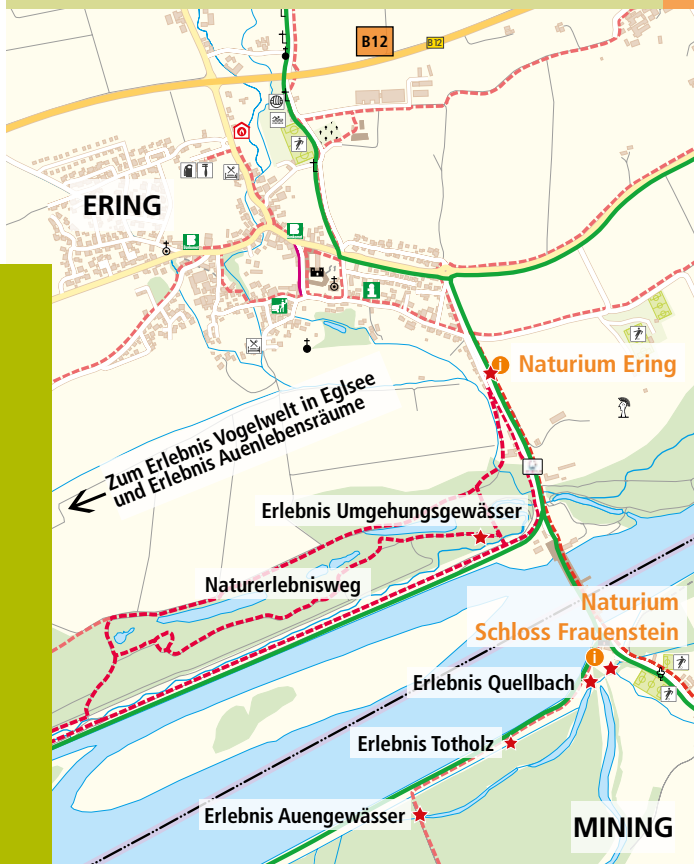 B12
B12
ERING
Naturium Ering
Zum Erlebnis Vogelwelt in Eglsee
und Erlebnis Auenlebensräume
Erlebnis Umgehungsgewässer
Naturerlebnisweg
Naturium
Schloss Frauenstein
Erlebnis Quellbach
Erlebnis Totholz
Erlebnis Auengewässer
MINING